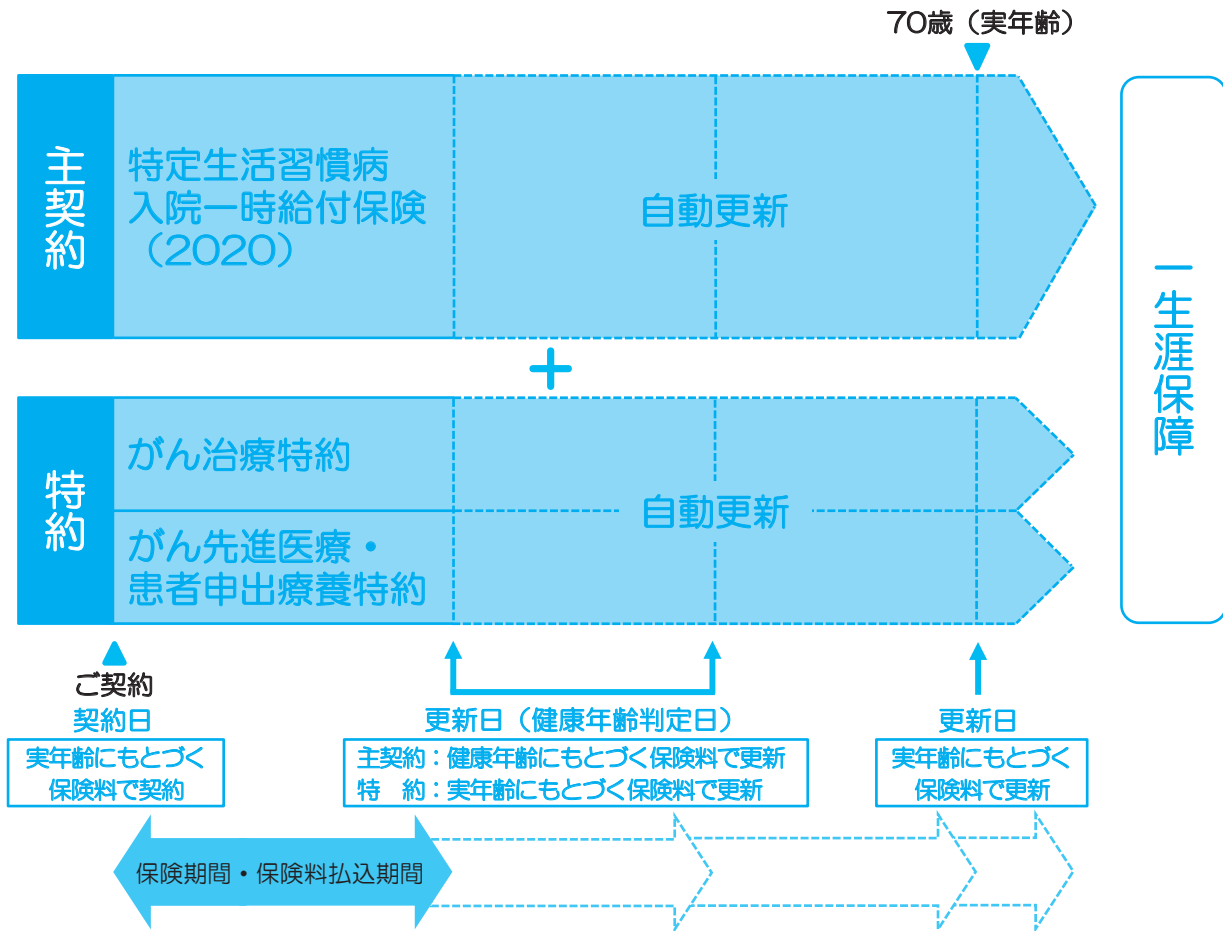 70歳（実年齢）
主契約
特定生活習慣病
入院一時給付保険
（2020）
自動更新
一生涯保障
特約
がん治療特約
がん先進医療・
患者申出療養特約
自動更新
ご契約
契約日
実年齢にもとづく
保険料で契約
更新日（健康年齢判定日）
主契約：健康年齢にもとづく保険料で更新
特　約：実年齢にもとづく保険料で更新
更新日
実年齢にもとづく
保険料で更新
保険期間・保険料払込期間